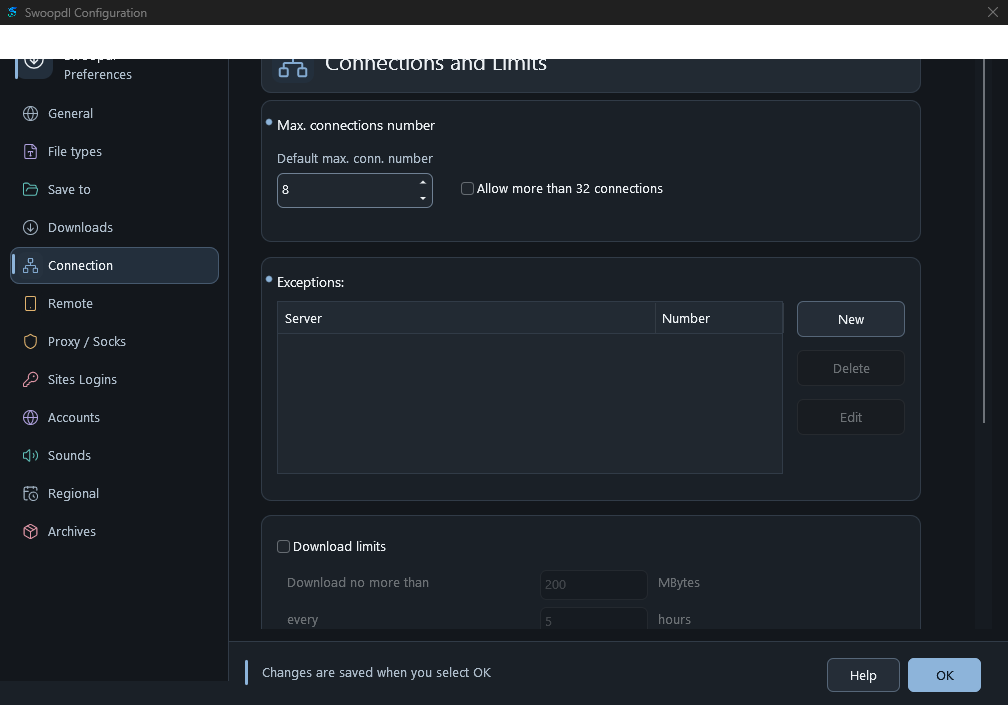 Swoopdl Configuration
Preferences
General
File types
Save to
Downloads
Connection
Remote
Proxy / Socks
Sites Logins
Accounts
Sounds
Regional
Archives
Connections and Limits
Max. connections number
Default max. conn. number
8
Allow more than 32 connections
Exceptions:
Server Number
New
Delete
Edit
Download limits
Download no more than 200 MBytes
every 5 hours
Changes are saved when you select OK
Help OK